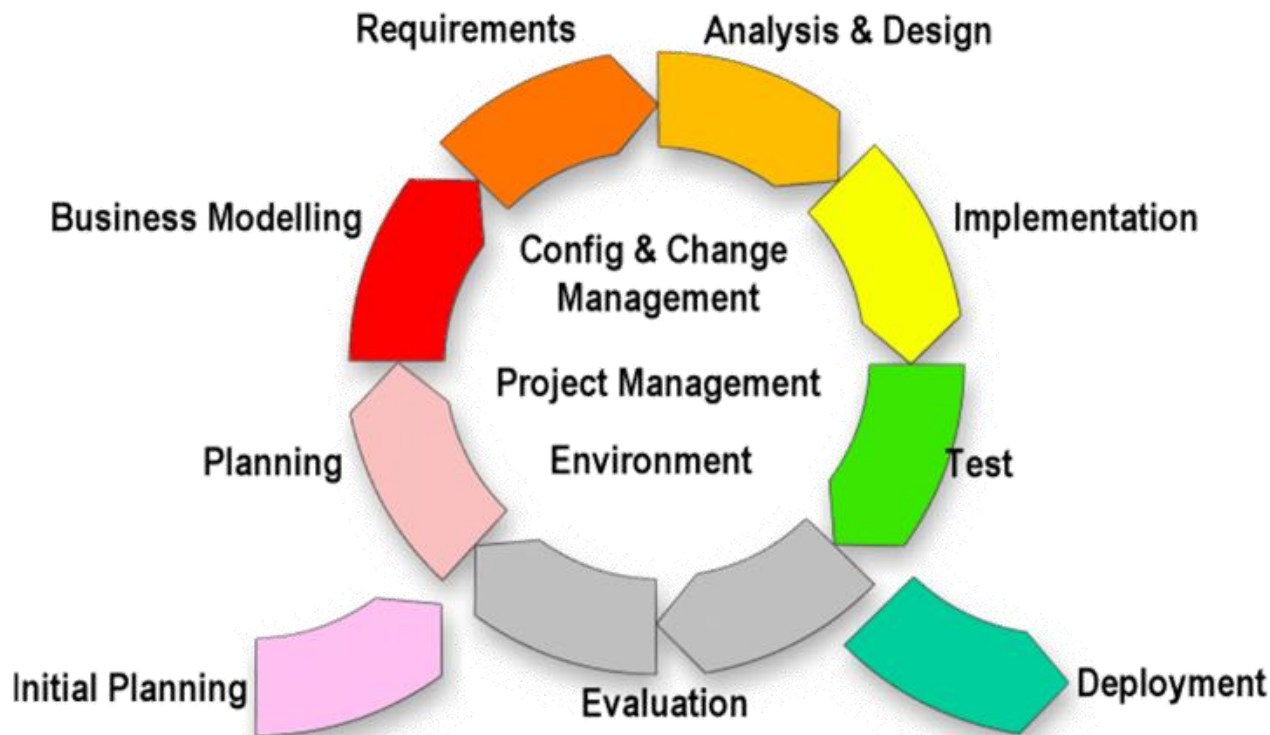 Requirements
Analysis & Design
Business Modelling
Implementation
Config & Change
Management
Project Management
Environment
Planning
Test
Initial Planning
Evaluation
Deployment